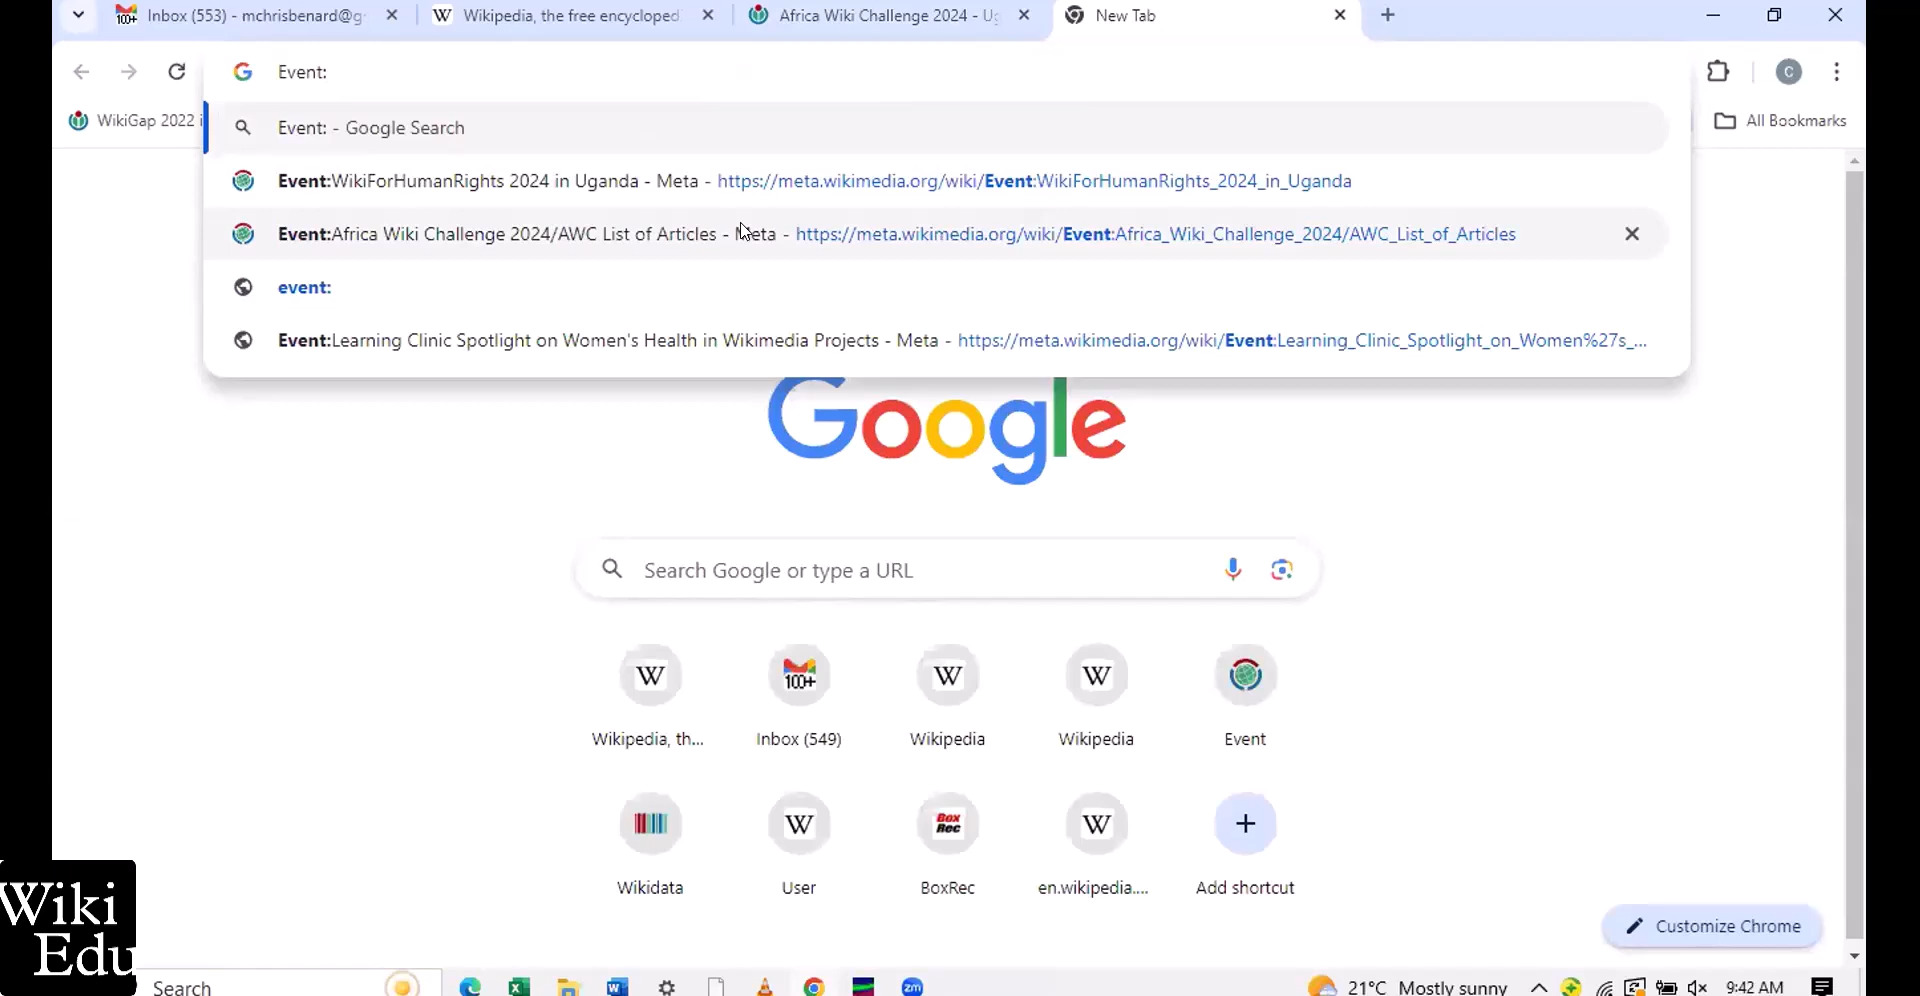 Inbox (553) - mchrisbenard@g
Wikipedia, the free encycloped
Africa Wiki Challenge 2024 - Ug
New Tab
Event:
C
WikiGap 2022 i
All Bookmarks
Event: - Google Search
Event:WikiForHumanRights 2024 in Uganda - Meta - https://meta.wikimedia.org/wiki/Event:WikiForHumanRights_2024_in_Uganda
Event:Africa Wiki Challenge 2024/AWC List of Articles - Meta - https://meta.wikimedia.org/wiki/Event:Africa_Wiki_Challenge_2024/AWC_List_of_Articles
event:
Event:Learning Clinic Spotlight on Women's Health in Wikimedia Projects - Meta - https://meta.wikimedia.org/wiki/Event:Learning_Clinic_Spotlight_on_Women%27s_...
Google
Search Google or type a URL
W
100+
W
W
Wikipedia, th...
Inbox (549)
Wikipedia
Wikipedia
Event
W
Box Rec
W
Wikidata
User
BoxRec
en.wikipedia....
Add shortcut
Customize Chrome
Wiki
Edu
Search
zm
21°C Mostly sunny
9:42 AM